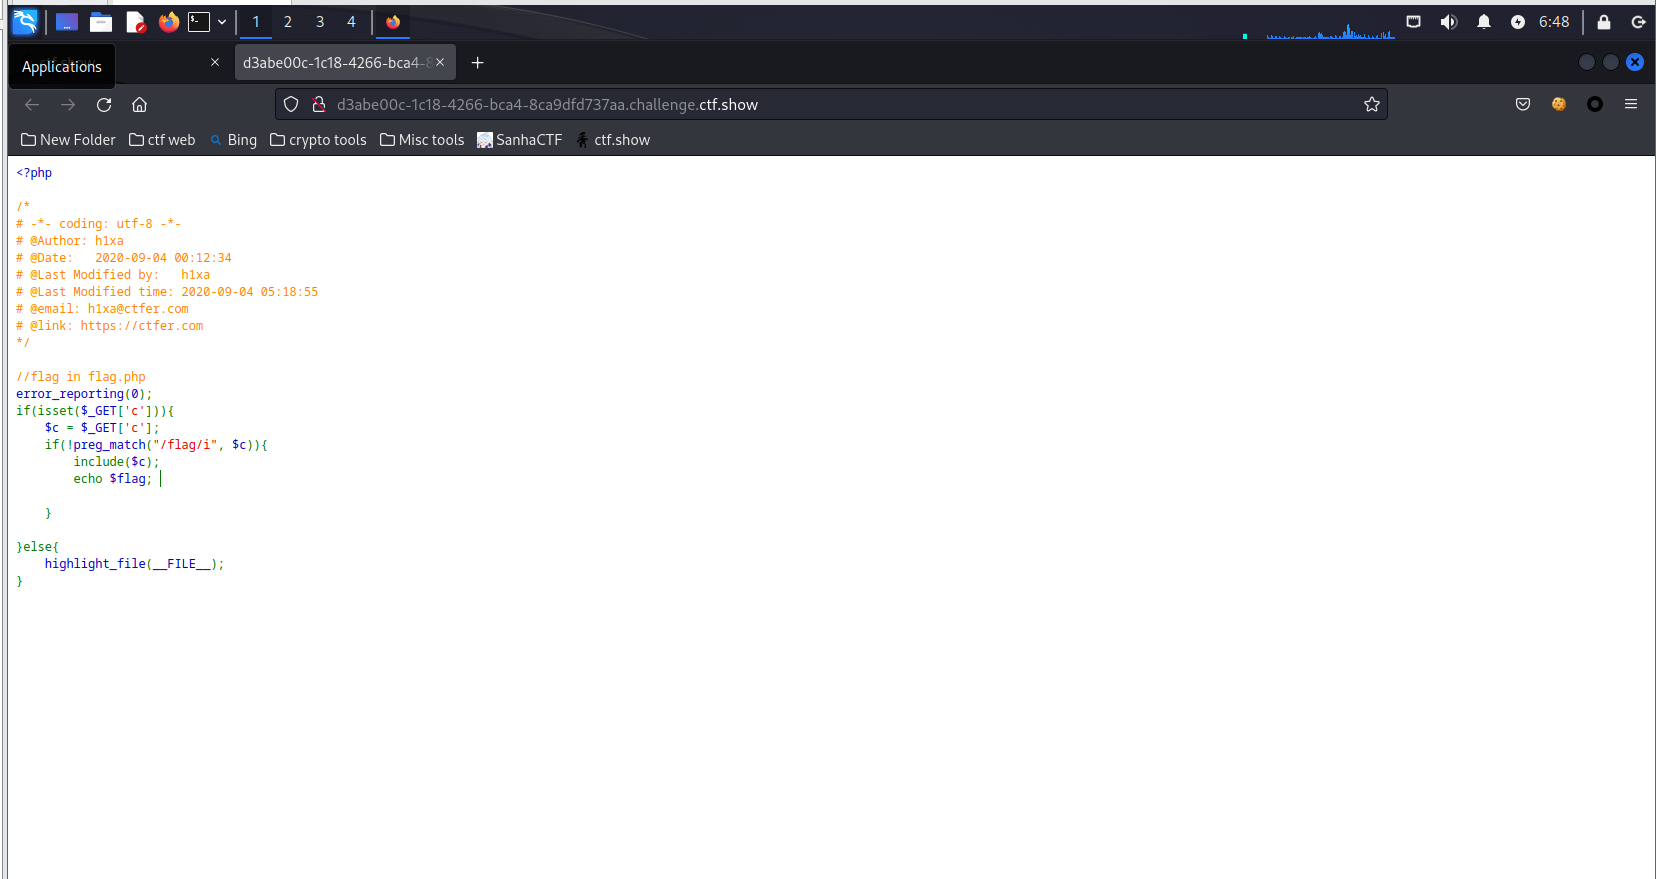 1 2 3 4 6:48
Applications
d3abe00c-1c18-4266-bca4-8
d3abe00c-1c18-4266-bca4-8ca9dfd737aa.challenge.ctf.show
New Folder ctf web Bing crypto tools Misc tools SanhaCTF ctf.show
<?php
/*
# -*- coding: utf-8 -*-
# @Author: h1xa
# @Date:   2020-09-04 00:12:34
# @Last Modified by:   h1xa
# @Last Modified time: 2020-09-04 05:18:55
# @email: h1xa@ctfer.com
# @link: https://ctfer.com
*/
//flag in flag.php
error_reporting(0);
if(isset($_GET['c'])){
    $c = $_GET['c'];
    if(!preg_match("/flag/i", $c)){
        include($c);
        echo $flag;
    }
}else{
    highlight_file(__FILE__);
}